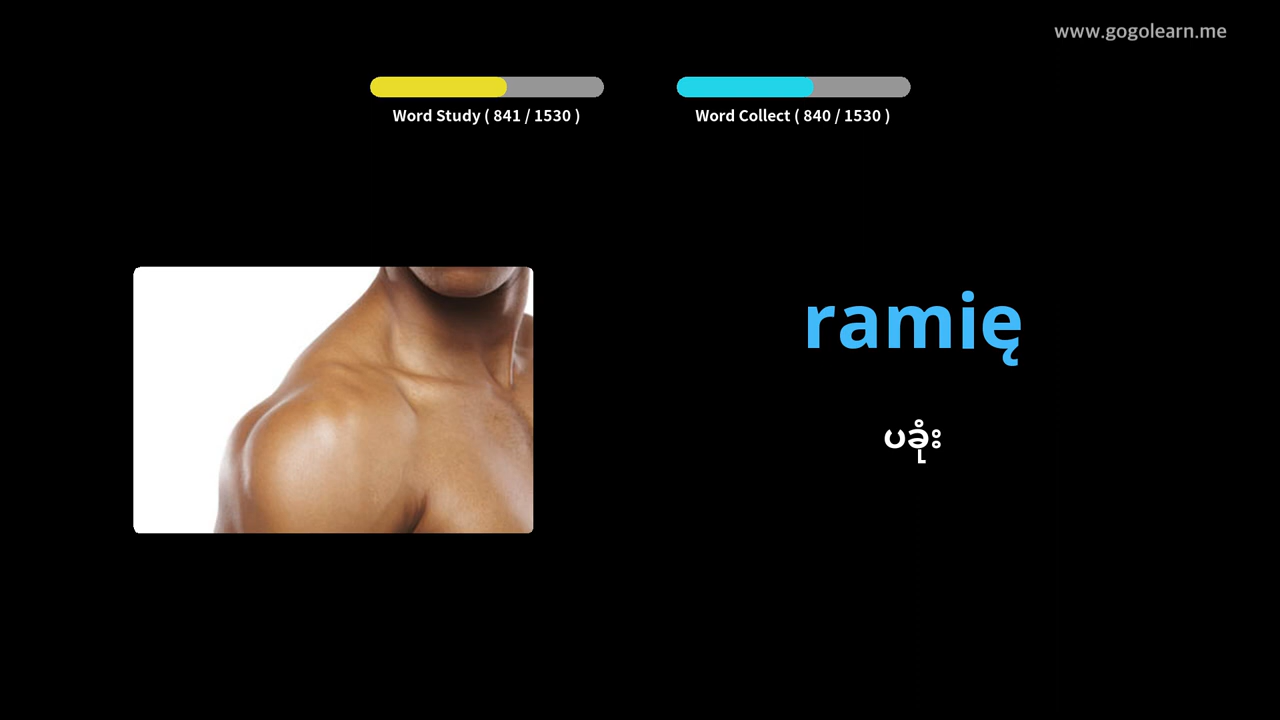 www.gogolearn.me
Word Study ( 841 / 1530 )
Word Collect ( 840 / 1530 )
ramię
ပခုံး